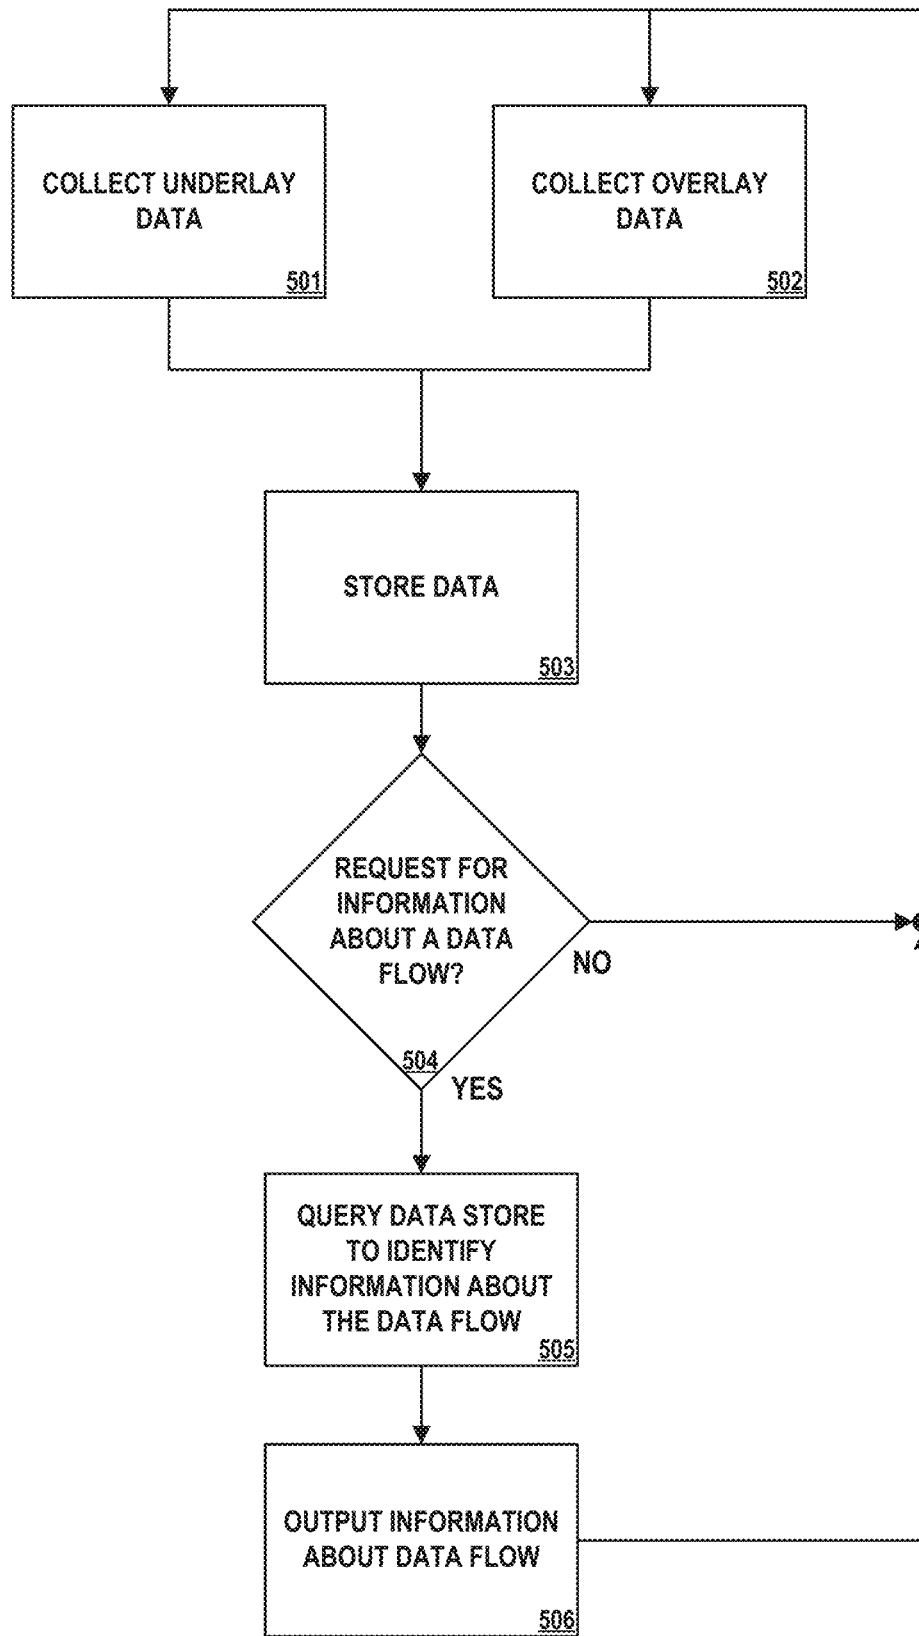 COLLECT UNDERLAY
DATA
501
COLLECT OVERLAY
DATA
502
STORE DATA
503
REQUEST FOR
INFORMATION
ABOUT A DATA
FLOW?
NO
504
YES
QUERY DATA STORE
TO IDENTIFY
INFORMATION ABOUT
THE DATA FLOW
505
OUTPUT INFORMATION
ABOUT DATA FLOW
506